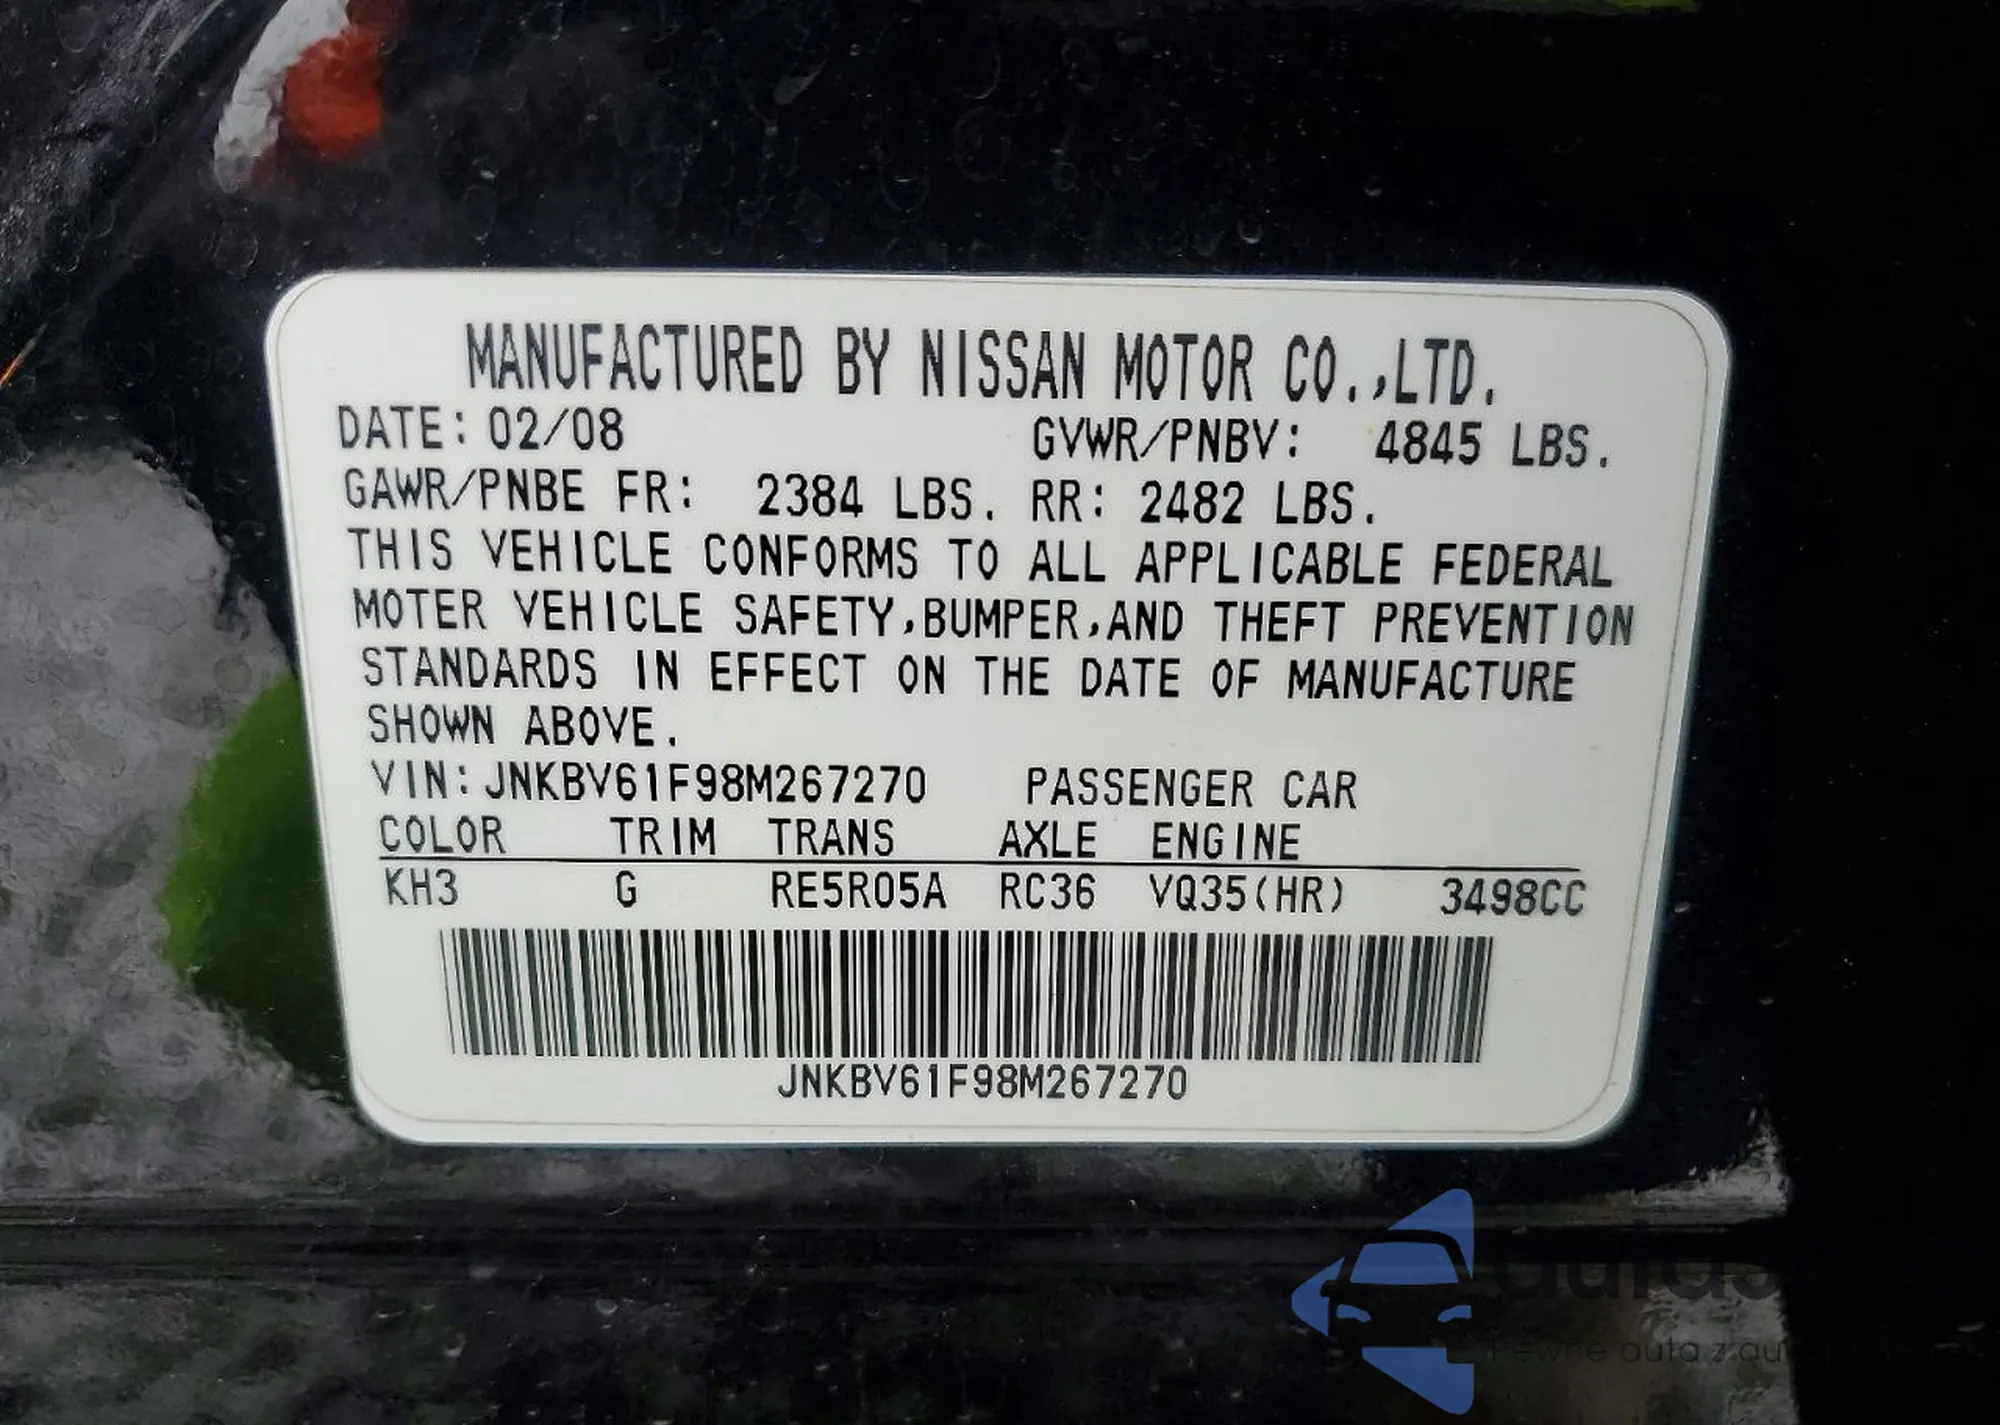 MANUFACTURED BY NISSAN MOTOR CO.,LTD.
DATE: 02/08 GVWR/PNBV: 4845 LBS.
GAWR/PNBE FR: 2384 LBS. RR: 2482 LBS.
THIS VEHICLE CONFORMS TO ALL APPLICABLE FEDERAL
MOTER VEHICLE SAFETY,BUMPER,AND THEFT PREVENTION
STANDARDS IN EFFECT ON THE DATE OF MANUFACTURE
SHOWN ABOVE.
VIN:JNKBV61F98M267270 PASSENGER CAR
COLOR TRIM TRANS AXLE ENGINE
KH3 G RE5R05A RC36 VQ35(HR) 3498CC
JNKBV61F98M267270
Pewne auta z